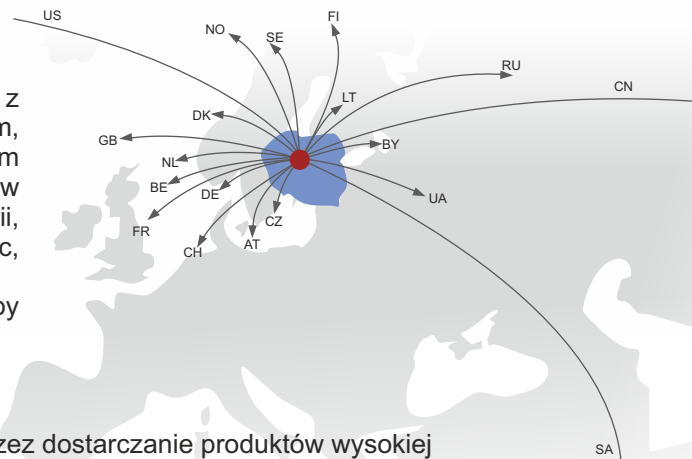 US
NO
SE
FI
RU
CN
LT
DK
GB
BY
NL
BE
DE
UA
FR
CZ
CH
AT
SA
z
m,
m
w
ii,
c,
by
zez dostarczanie produktów wysokiej